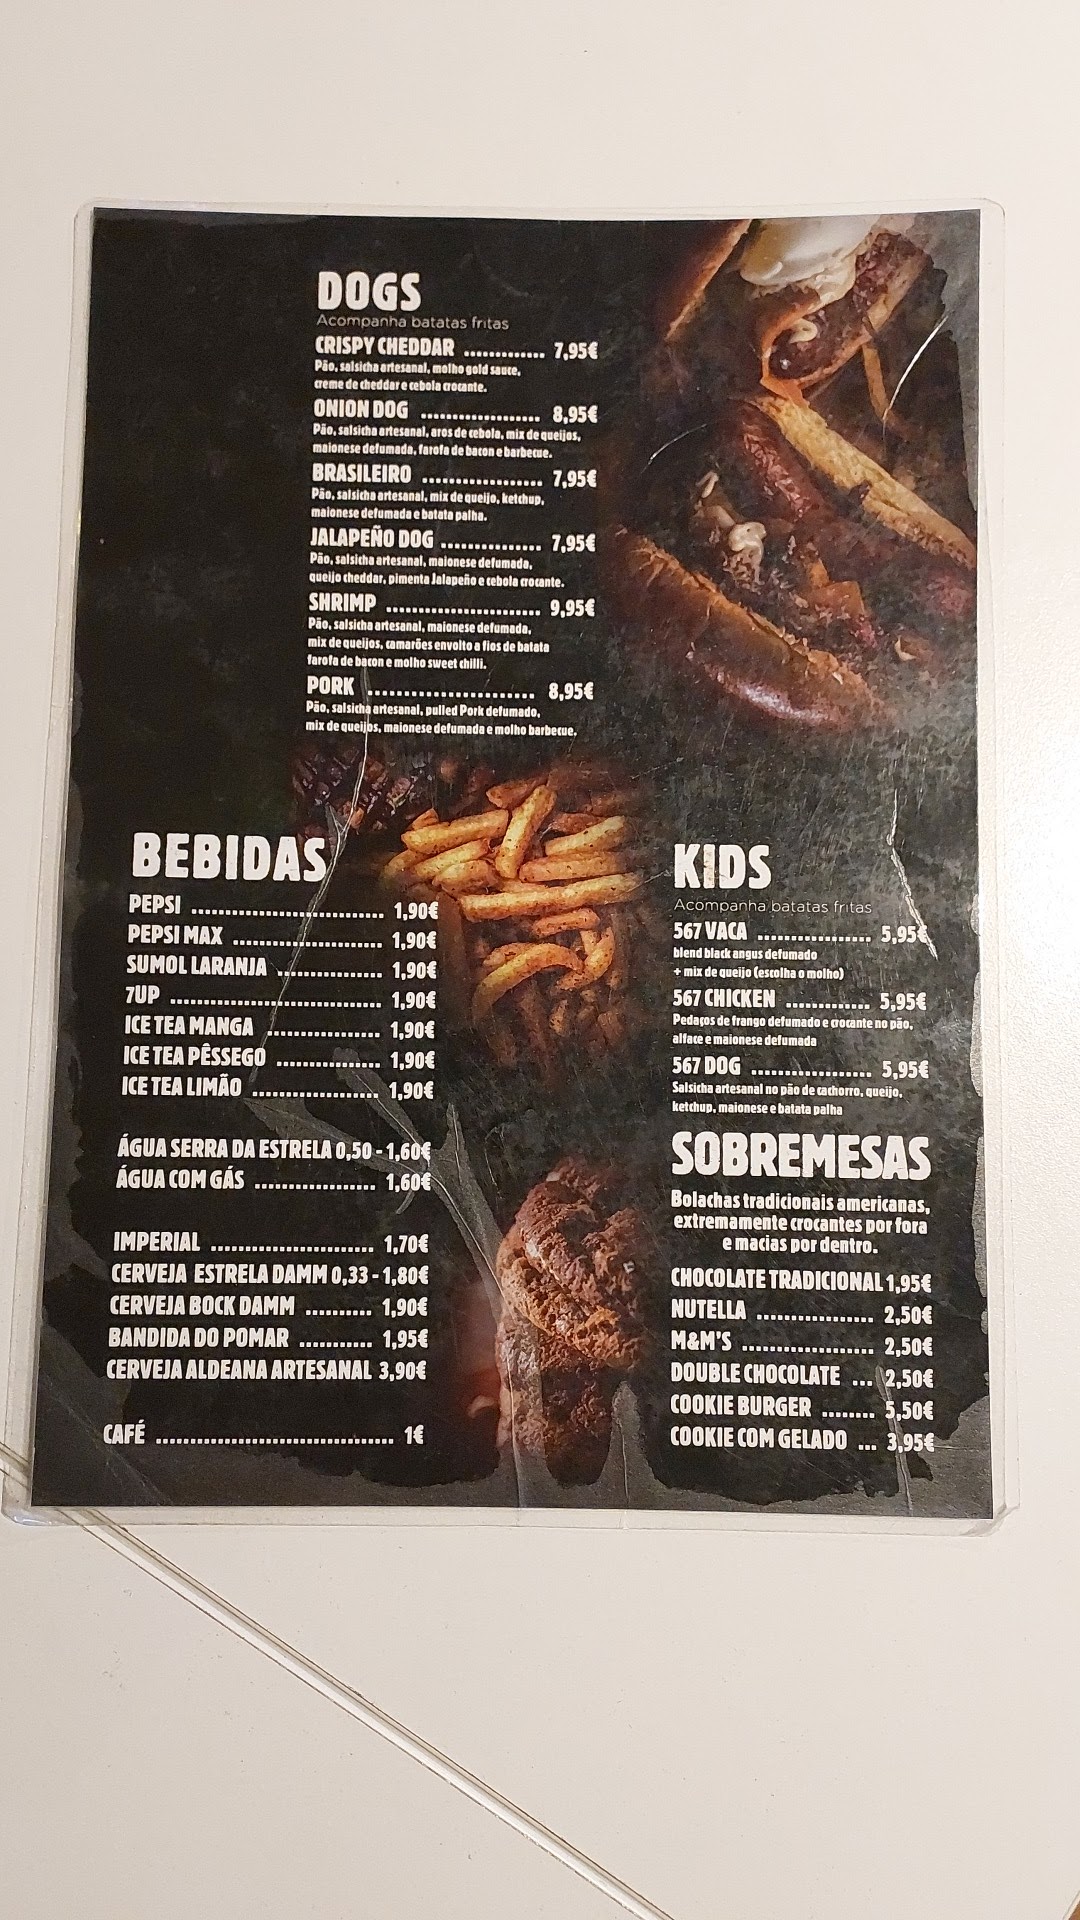 DOGS
Acompanha batatas fritas
CRISPY CHEDDAR ............. 7,95€
Pão, salsicha artesanal, molho gold sauce,
creme de cheddar e cebola crocante.
ONION DOG ................... 8,95€
Pão, salsicha artesanal, aros de cebola, mix de queijos,
maionese defumada, farofa de bacon e barbecue.
BRASILEIRO ................... 7,95€
Pão, salsicha artesanal, mix de queijo, ketchup,
maionese defumada e batata palha.
JALAPEÑO DOG ................ 7,95€
Pão, salsicha artesanal, maionese defumada,
queijo cheddar, pimenta Jalapeño e cebola crocante.
SHRIMP ........................ 9,95€
Pão, salsicha artesanal, maionese defumada,
mix de queijos, camarões envolto a fios de batata
farofa de bacon e molho sweet chilli.
PORK .......................... 8,95€
Pão, salsicha artesanal, pulled Pork defumado,
mix de queijos, maionese defumada e molho barbecue.
BEBIDAS
PEPSI ............................... 1,90€
PEPSI MAX ........................ 1,90€
SUMOL LARANJA ................. 1,90€
7UP .................................. 1,90€
ICE TEA MANGA .................. 1,90€
ICE TEA PÊSSEGO ................. 1,90€
ICE TEA LIMÃO .................... 1,90€
ÁGUA SERRA DA ESTRELA 0,50 - 1,60€
ÁGUA COM GÁS ................... 1,60€
IMPERIAL .......................... 1,70€
CERVEJA ESTRELA DAMM 0,33 - 1,80€
CERVEJA BOCK DAMM .......... 1,90€
BANDIDA DO POMAR ........... 1,95€
CERVEJA ALDEANA ARTESANAL 3,90€
CAFÉ ...................................... 1€
KIDS
Acompanha batatas fritas
567 VACA .................. 5,95€
blend black angus defumado
+ mix de queijo (escolha o molho)
567 CHICKEN ............. 5,95€
Pedaços de frango defumado e crocante no pão,
alface e maionese defumada
567 DOG ................... 5,95€
Salsicha artesanal no pão de cachorro, queijo,
ketchup, maionese e batata palha
SOBREMESAS
Bolachas tradicionais americanas,
extremamente crocantes por fora
e macias por dentro.
CHOCOLATE TRADICIONAL 1,95€
NUTELLA ................... 2,50€
M&M'S ..................... 2,50€
DOUBLE CHOCOLATE ... 2,50€
COOKIE BURGER ........ 5,50€
COOKIE COM GELADO ... 3,95€